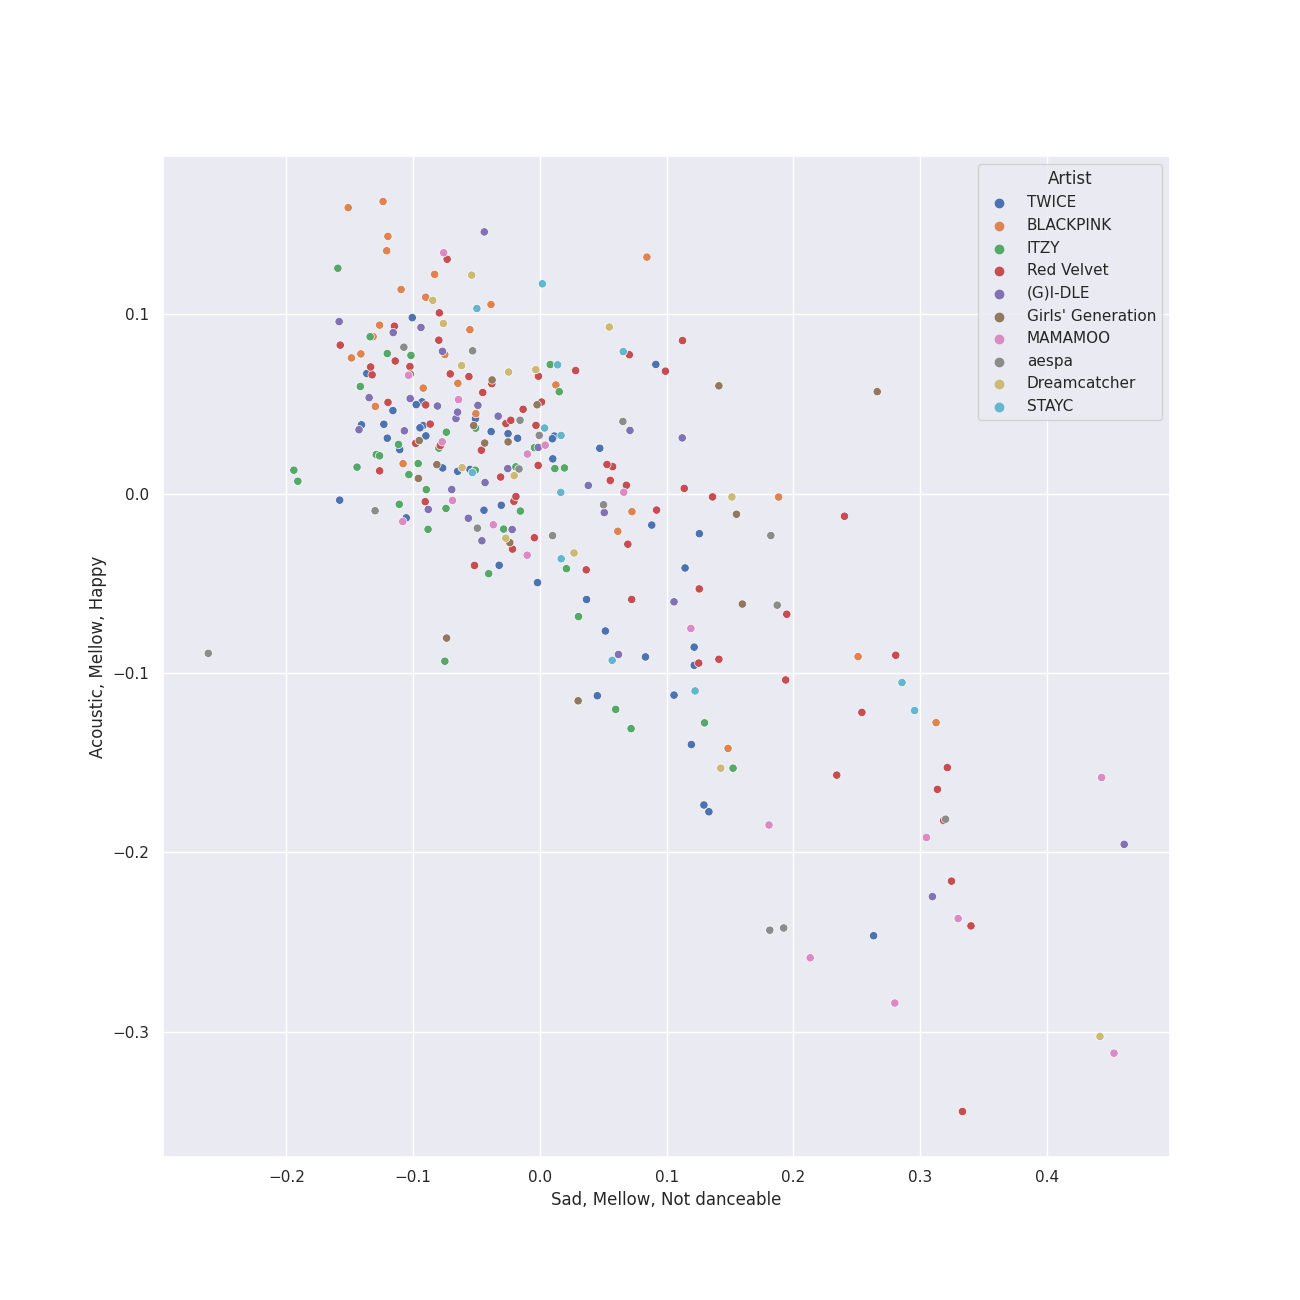 Artist
TWICE
BLACKPINK
ITZY
Red Velvet
(G)I-DLE
Girls' Generation
MAMAMOO
aespa
Dreamcatcher
STAYC
0.1
0.0
−0.1
−0.2
−0.3
Acoustic, Mellow, Happy
−0.2 −0.1 0.0 0.1 0.2 0.3 0.4
Sad, Mellow, Not danceable